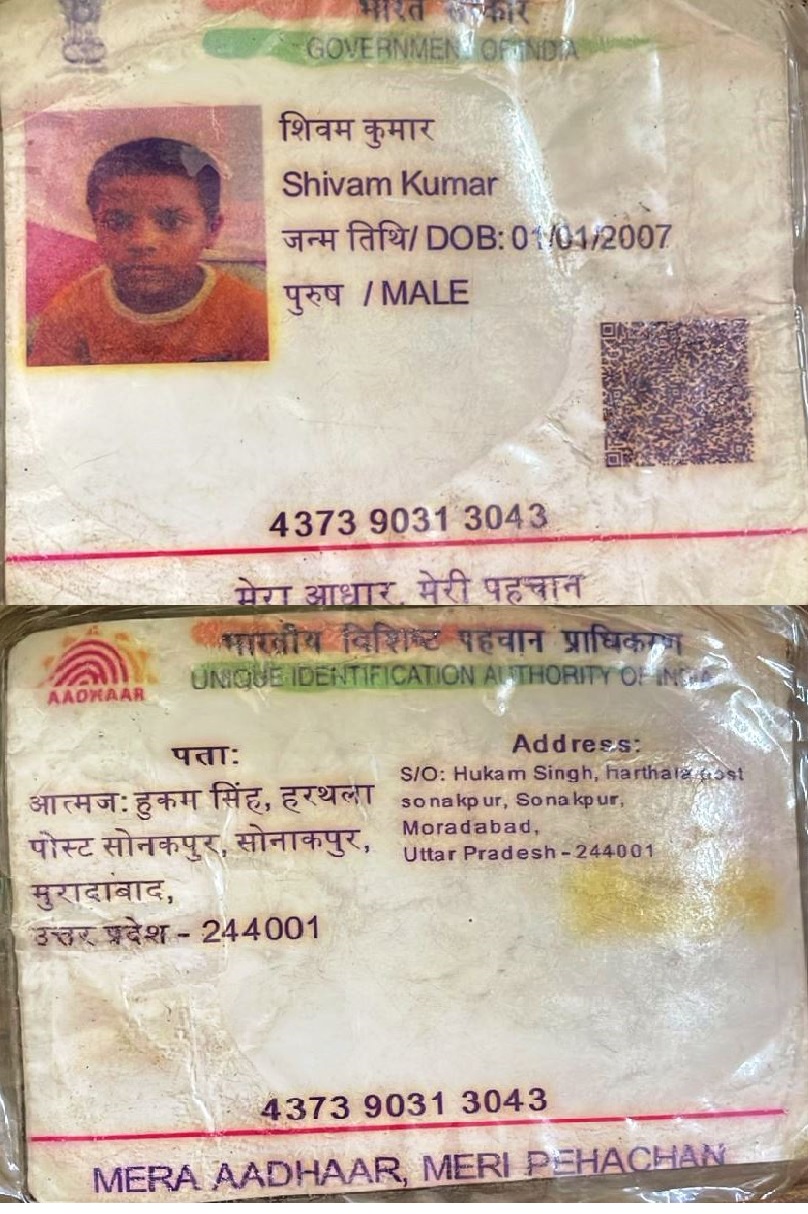 भारत सरकार
GOVERNMENT OF INDIA
शिवम कुमार
Shivam Kumar
जन्म तिथि/ DOB: 01/01/2007
पुरुष / MALE
4373 9031 3043
मेरा आधार, मेरी पहचान
भारतीय विशिष्ट पहचान प्राधिकरण
UNIQUE IDENTIFICATION AUTHORITY OF INDIA
AADHAAR
पता:
आत्मज: हुकम सिंह, हरथला
पोस्ट सोनकपुर, सोनाकपुर,
मुरादाबाद,
उत्तर प्रदेश - 244001
Address:
S/O: Hukam Singh, harthala post
sonakpur, Sonakpur,
Moradabad,
Uttar Pradesh - 244001
4373 9031 3043
MERA AADHAAR, MERI PEHACHAN